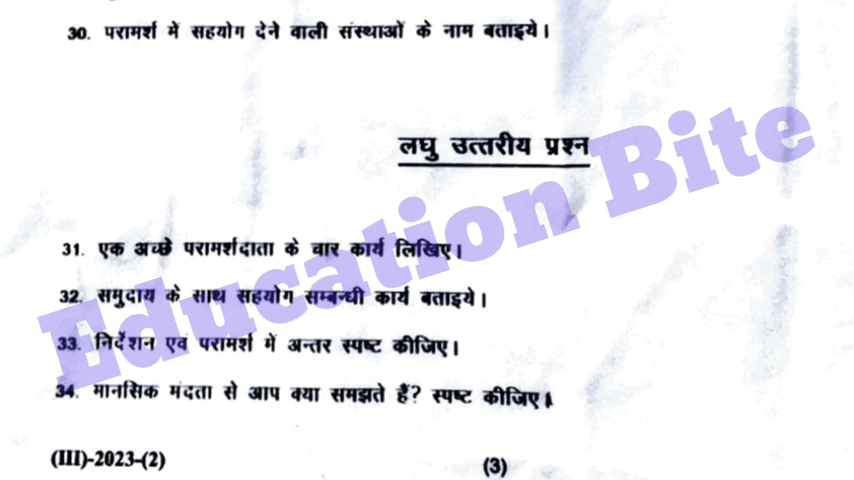 30. परामर्श में सहयोग देने वाली संस्थाओं के नाम बताइये।
लघु उत्तरीय प्रश्न
31. एक अच्छे परामर्शदाता के चार कार्य लिखिए।
32. समुदाय के साथ सहयोग सम्बन्धी कार्य बताइये।
33. निर्देशन एवं परामर्श में अन्तर स्पष्ट कीजिए।
34. मानसिक मंदता से आप क्या समझते हैं? स्पष्ट कीजिए।
(III)-2023-(2) (3)
Education Bite